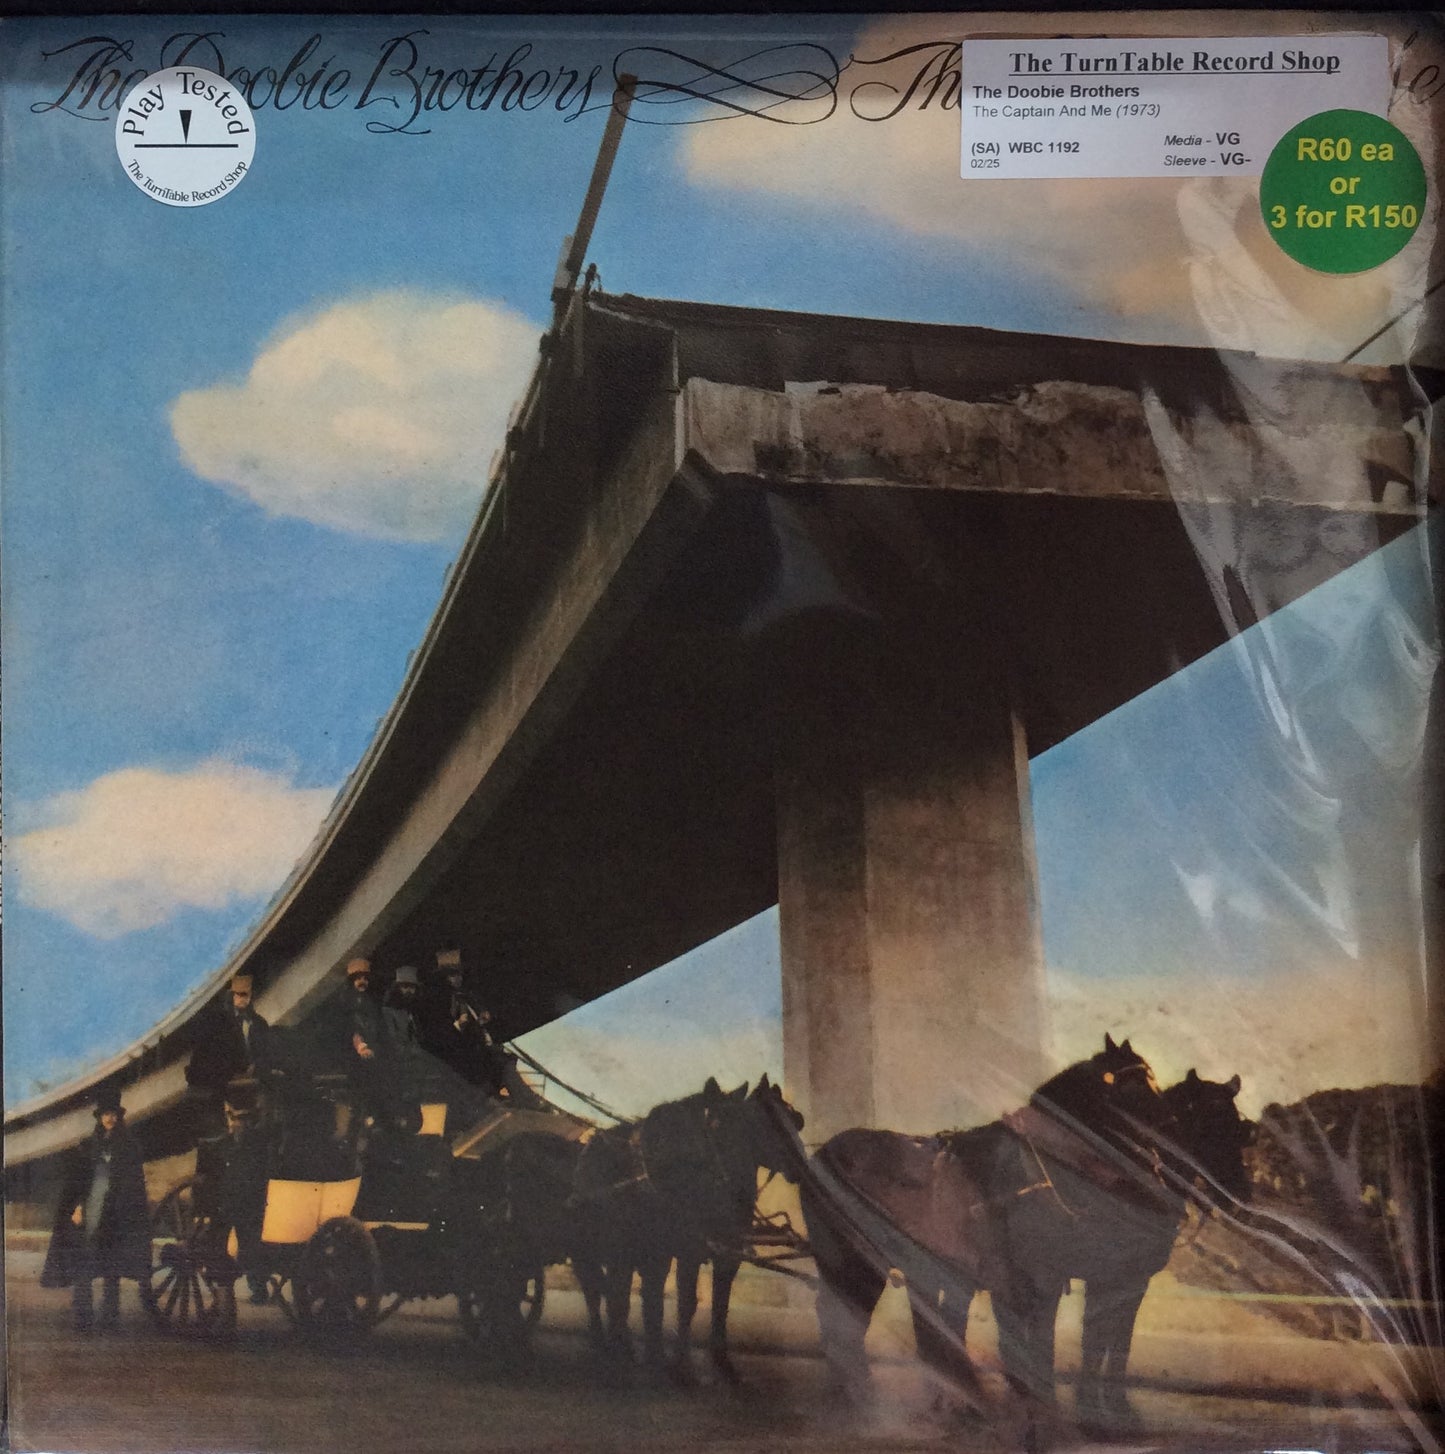 The Doobie Brothers Th e
Play Tested
The TurnTable Record Shop
The TurnTable Record Shop
The Doobie Brothers
The Captain And Me (1973)
(SA) WBC 1192
02/25
Media - VG
Sleeve - VG-
R60 ea
or
3 for R150